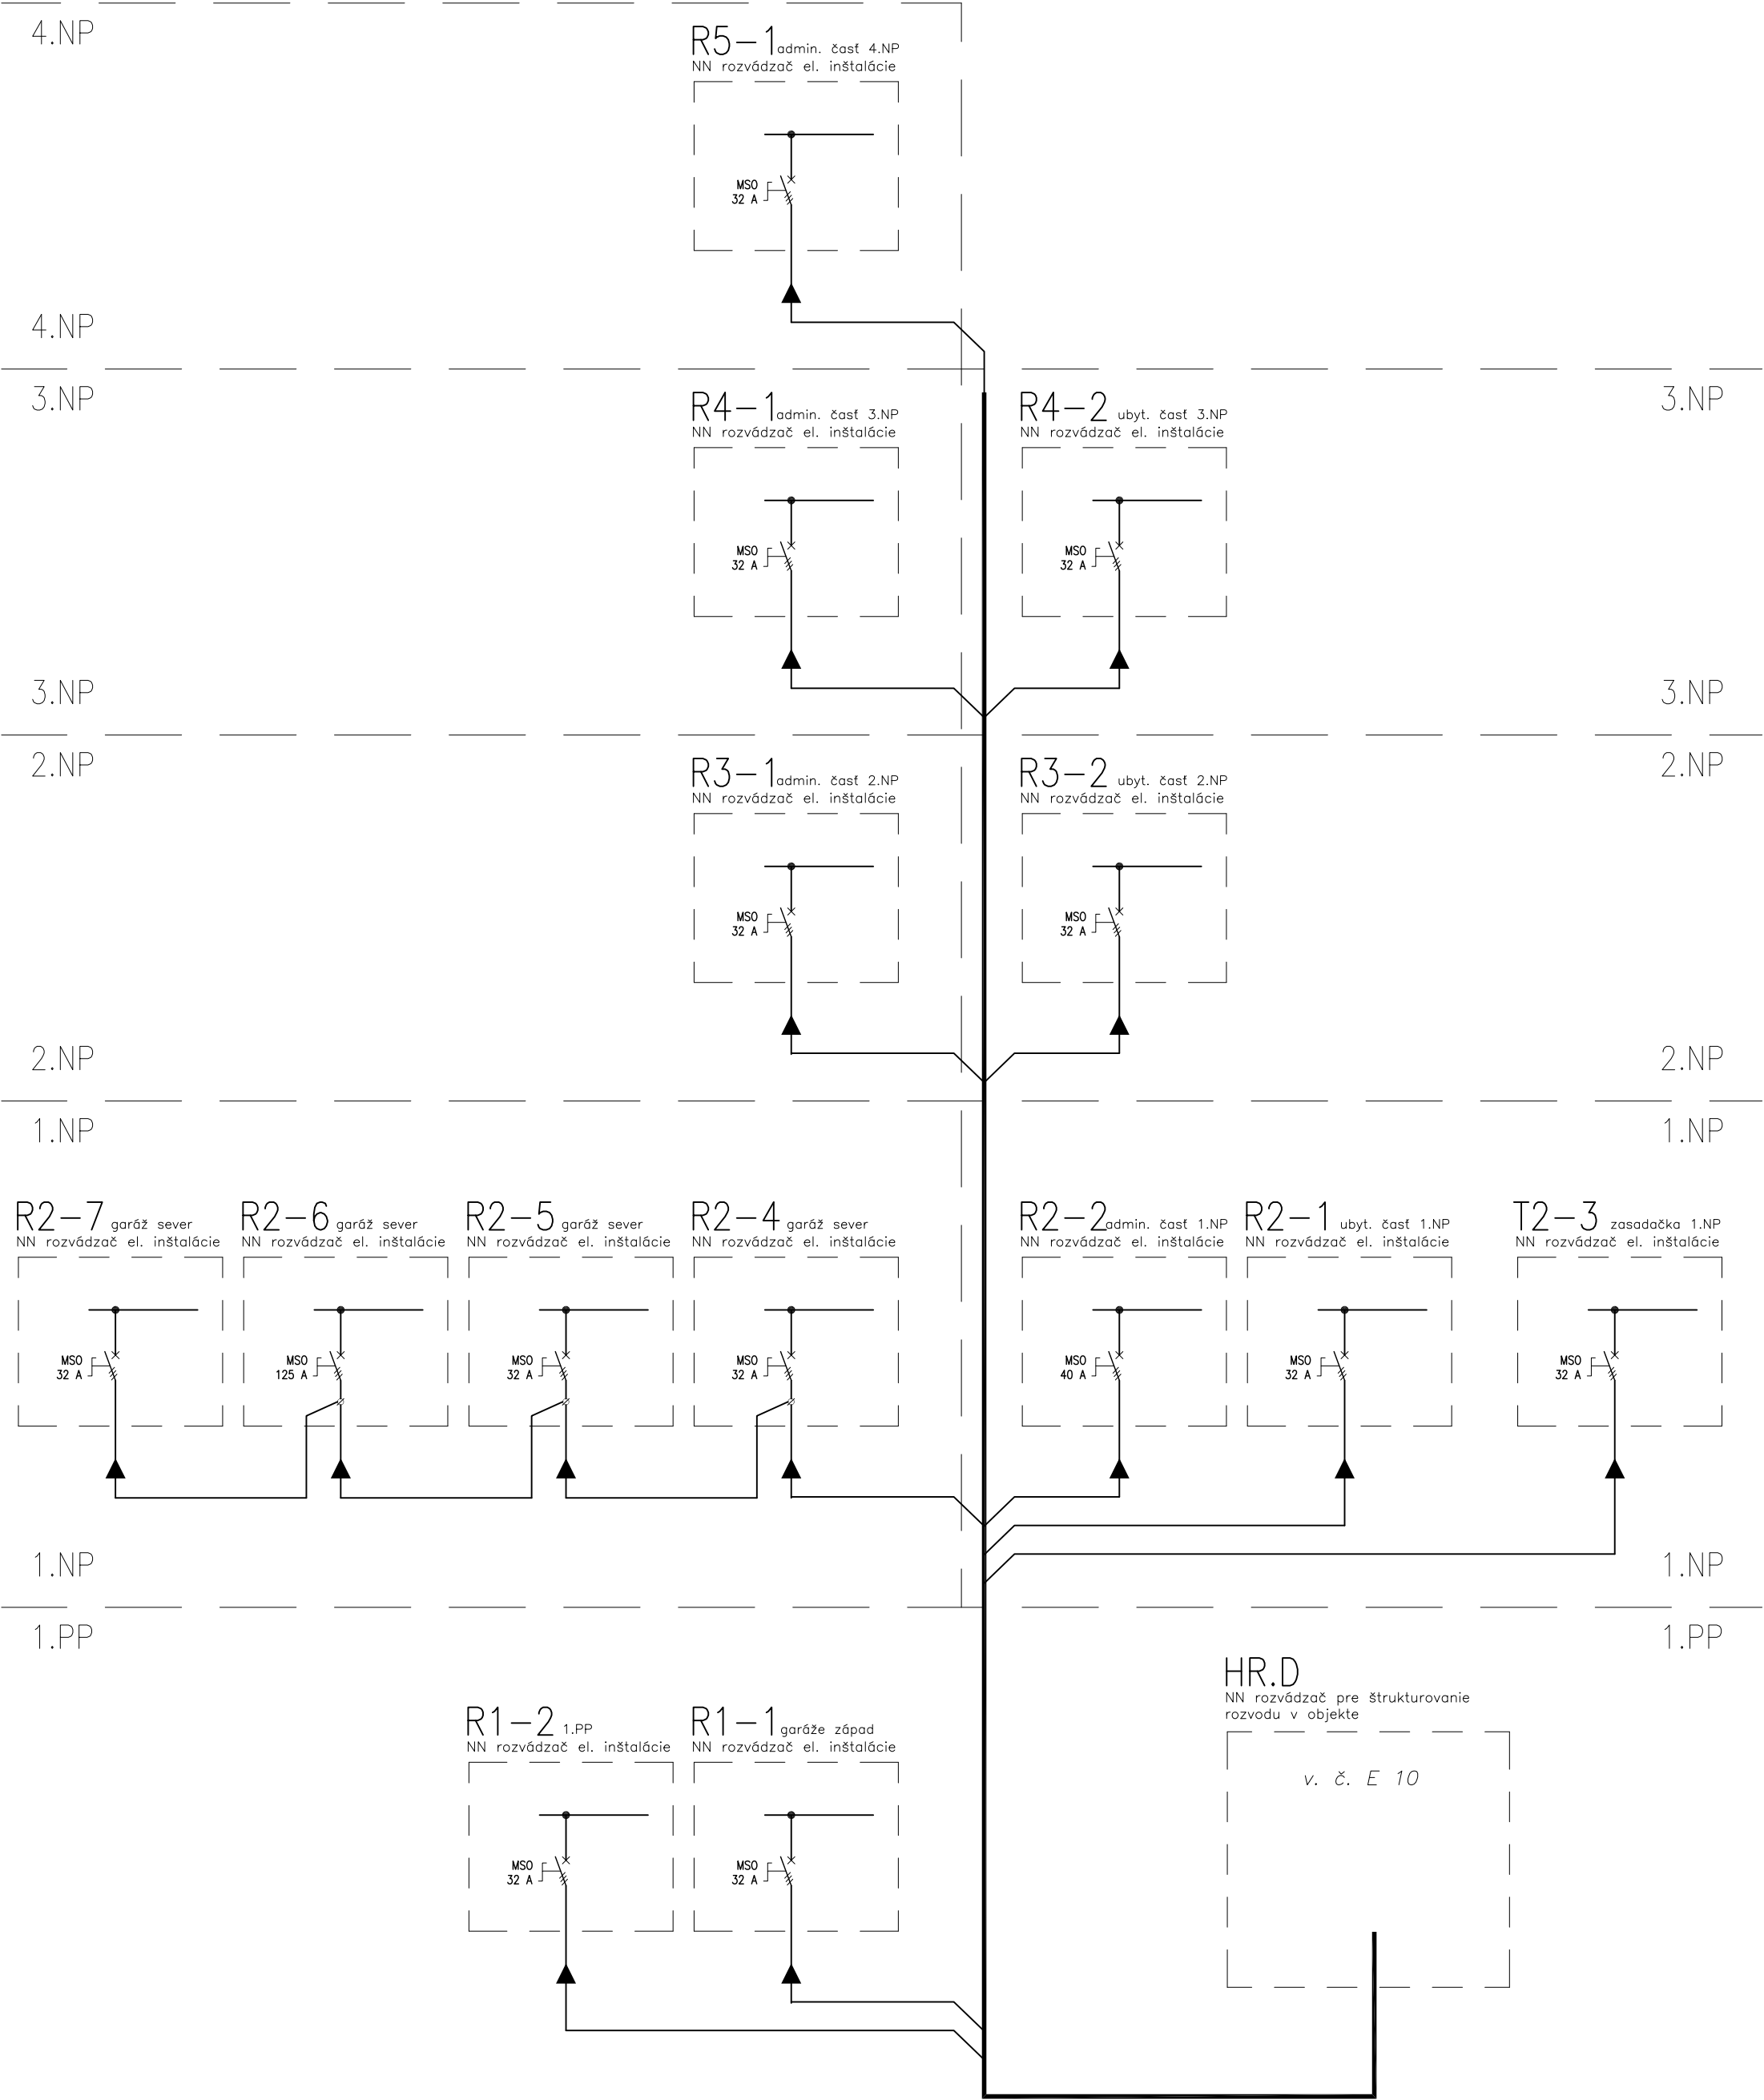 4.NP
R5-1 admin. časť 4.NP
NN rozvádzač el. inštalácie
MSO
32 A
4.NP
3.NP
3.NP
R4-1 admin. časť 3.NP
NN rozvádzač el. inštalácie
MSO
32 A
R4-2 ubyt. časť 3.NP
NN rozvádzač el. inštalácie
MSO
32 A
3.NP
3.NP
2.NP
2.NP
R3-1 admin. časť 2.NP
NN rozvádzač el. inštalácie
MSO
32 A
R3-2 ubyt. časť 2.NP
NN rozvádzač el. inštalácie
MSO
32 A
2.NP
2.NP
1.NP
1.NP
R2-7 garáž sever
NN rozvádzač el. inštalácie
MSO
32 A
R2-6 garáž sever
NN rozvádzač el. inštalácie
MSO
125 A
R2-5 garáž sever
NN rozvádzač el. inštalácie
MSO
32 A
R2-4 garáž sever
NN rozvádzač el. inštalácie
MSO
32 A
R2-2 admin. časť 1.NP
NN rozvádzač el. inštalácie
MSO
40 A
R2-1 ubyt. časť 1.NP
NN rozvádzač el. inštalácie
MSO
32 A
T2-3 zasadačka 1.NP
NN rozvádzač el. inštalácie
MSO
32 A
1.NP
1.NP
1.PP
1.PP
R1-2 1.PP
NN rozvádzač el. inštalácie
MSO
32 A
R1-1 garáže západ
NN rozvádzač el. inštalácie
MSO
32 A
HR.D
NN rozvádzač pre štrukturovanie
rozvodu v objekte
v. č. E 10